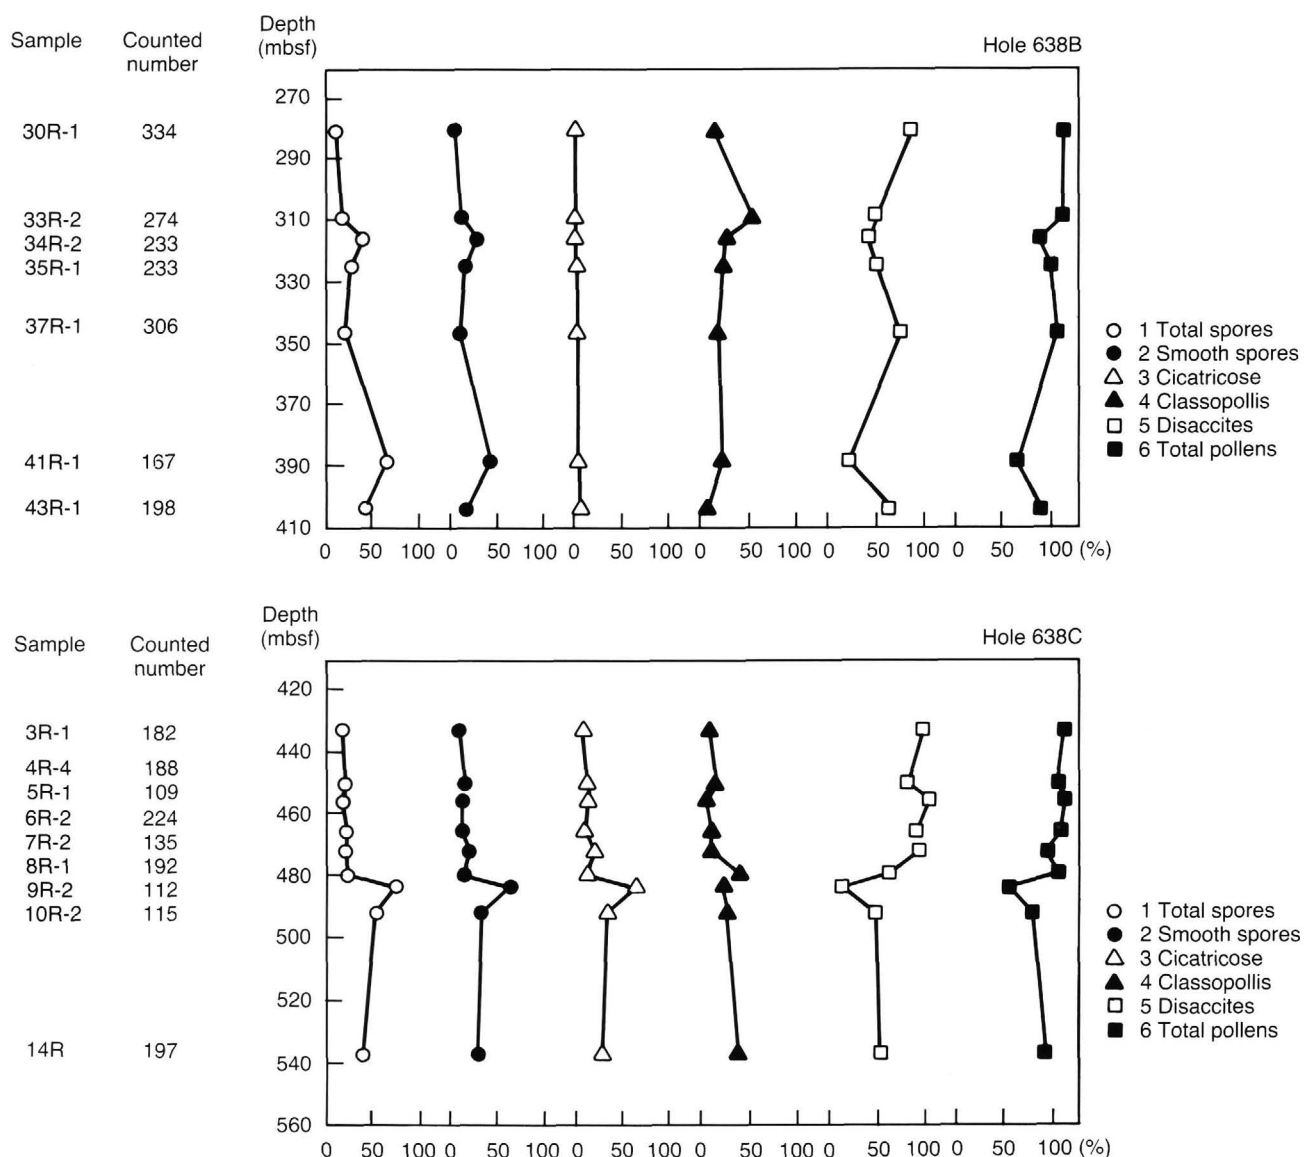 Sample Counted number Depth (mbsf) Hole 638B
270
30R-1 334
290
33R-2 274 310
34R-2 233
35R-1 233
330
37R-1 306
350
370
41R-1 167 390
43R-1 198
410
0 50 100 0 50 100 0 50 100 0 50 100 0 50 100 0 50 100 (%)
1 Total spores
2 Smooth spores
3 Cicatricose
4 Classopollis
5 Disaccites
6 Total pollens
Sample Counted number Depth (mbsf) Hole 638C
420
3R-1 182
440
4R-4 188
5R-1 109
460
6R-2 224
7R-2 135
8R-1 192
480
9R-2 112
10R-2 115
500
520
14R 197
540
560
0 50 100 0 50 100 0 50 100 0 50 100 0 50 100 0 50 100 (%)
1 Total spores
2 Smooth spores
3 Cicatricose
4 Classopollis
5 Disaccites
6 Total pollens